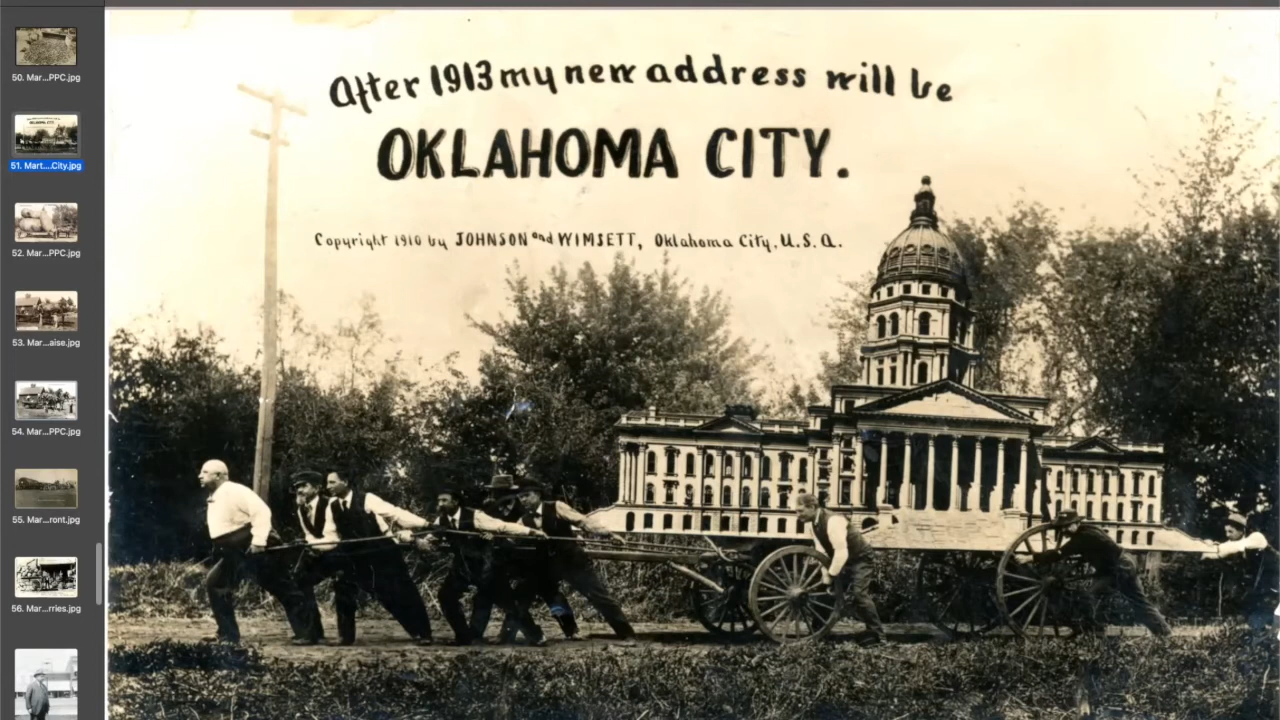 After 1913 my new address will be
OKLAHOMA CITY.
Copyright 1910 by JOHNSON and WIMSETT, Oklahoma City, U.S.A.
50. Mar...PPC.jpg
51. Mart....City.jpg
52. Mar...PPC.jpg
53. Mar...aise.jpg
54. Mar...PPC.jpg
55. Mar...ront.jpg
56. Mar...rries.jpg